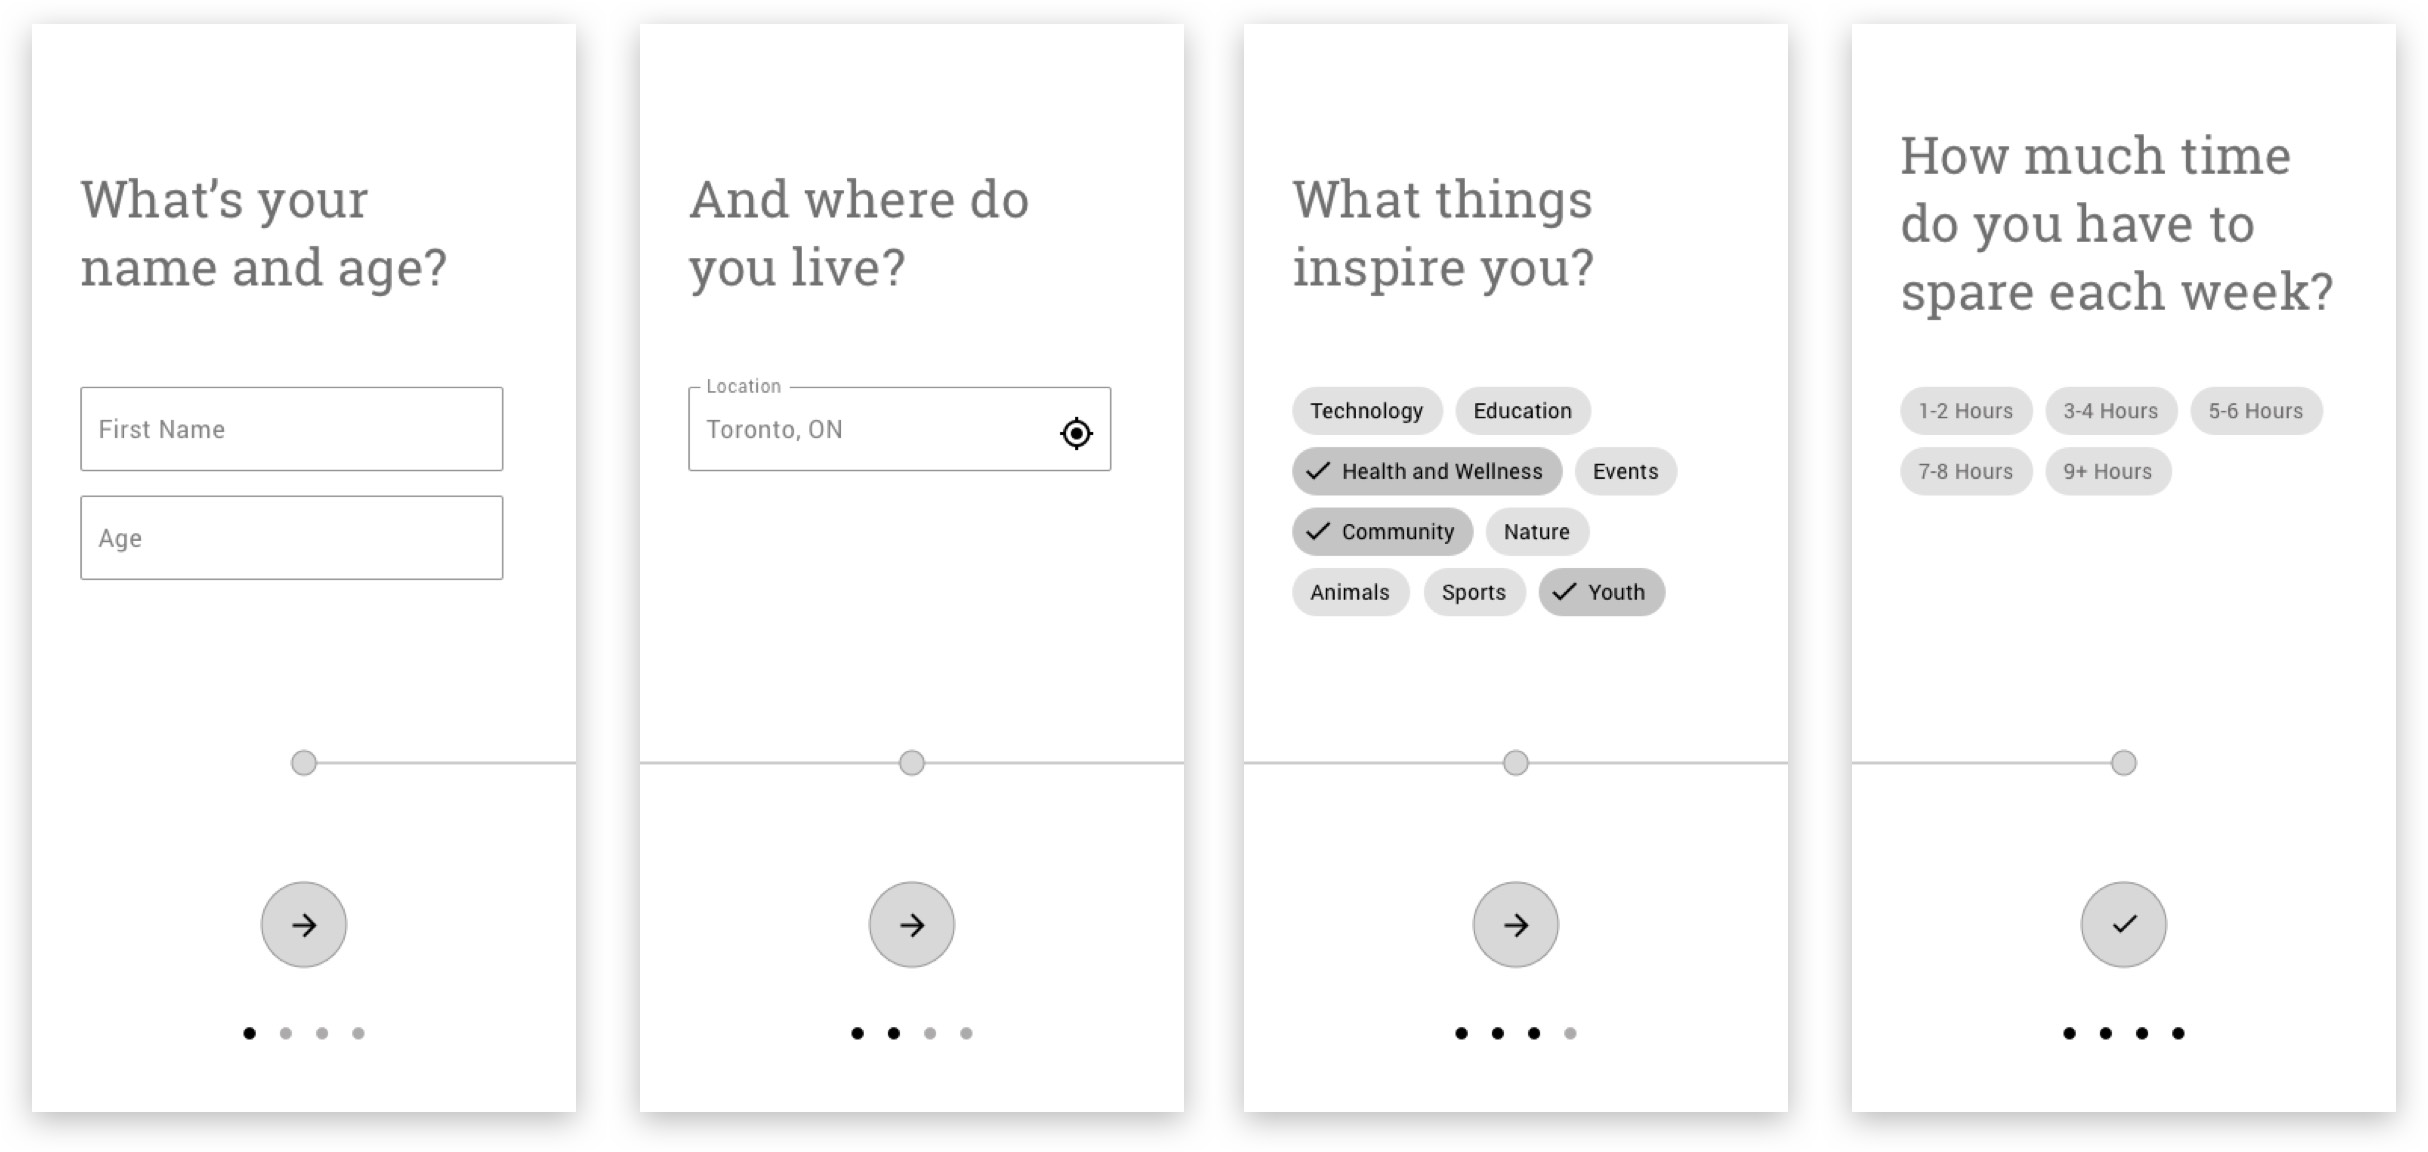 What’s your
name and age?
First Name
Age
And where do
you live?
Location
Toronto, ON
What things
inspire you?
Technology
Education
Health and Wellness
Events
Community
Nature
Animals
Sports
Youth
How much time
do you have to
spare each week?
1-2 Hours
3-4 Hours
5-6 Hours
7-8 Hours
9+ Hours